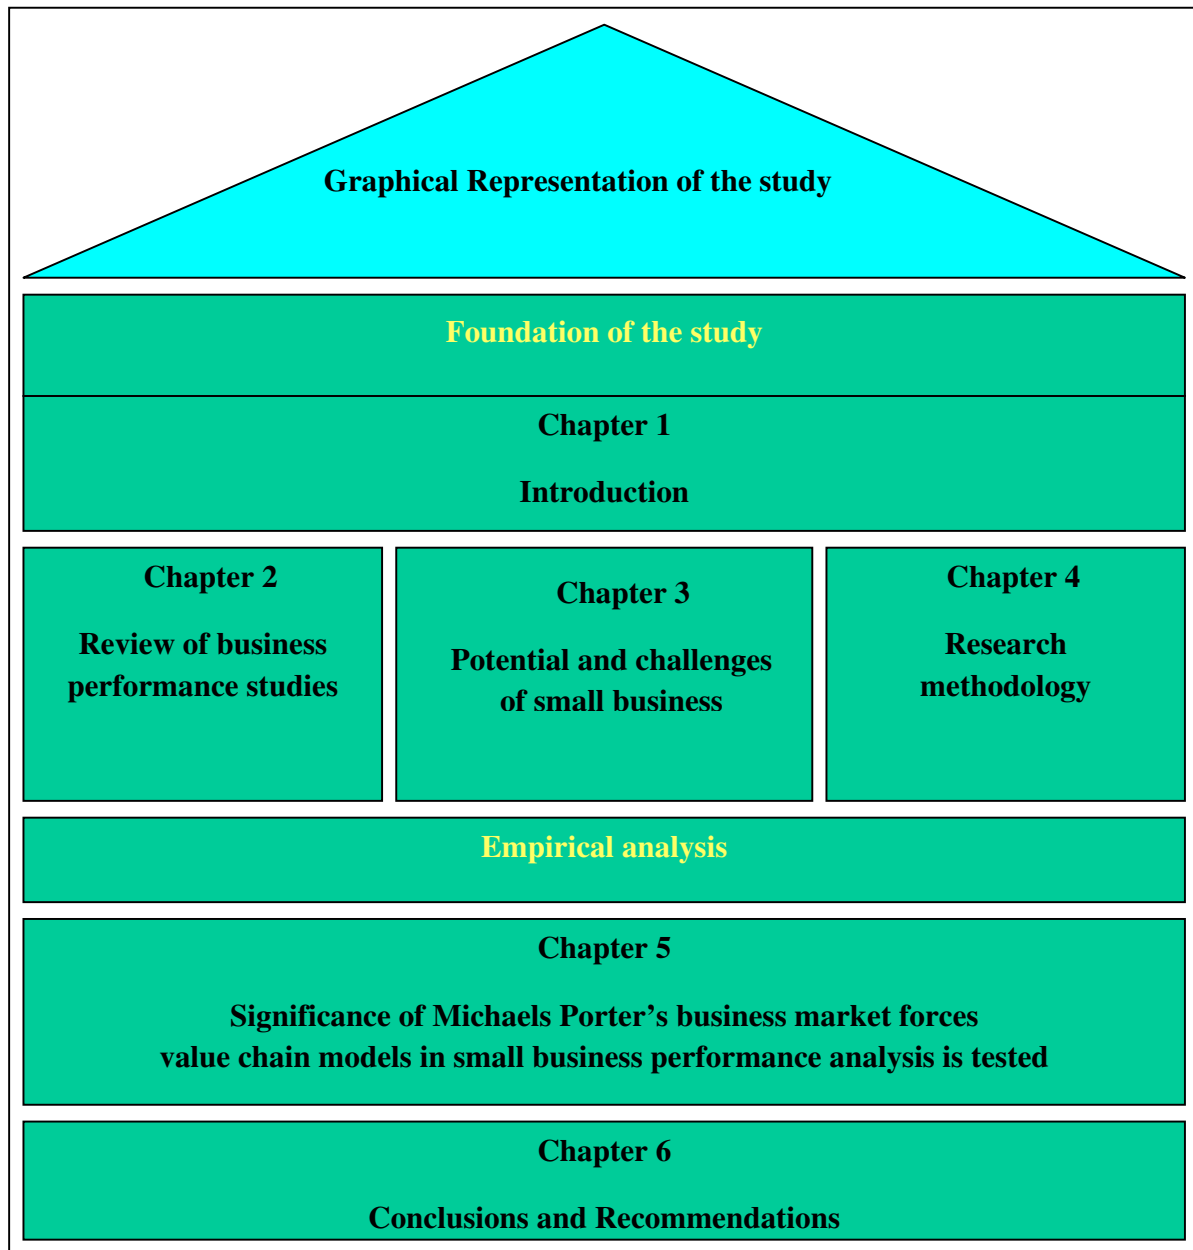 Graphical Representation of the study
Foundation of the study
Chapter 1
Introduction
Chapter 2
Review of business
performance studies
Chapter 3
Potential and challenges
of small business
Chapter 4
Research
methodology
Empirical analysis
Chapter 5
Significance of Michaels Porter’s business market forces
value chain models in small business performance analysis is tested
Chapter 6
Conclusions and Recommendations